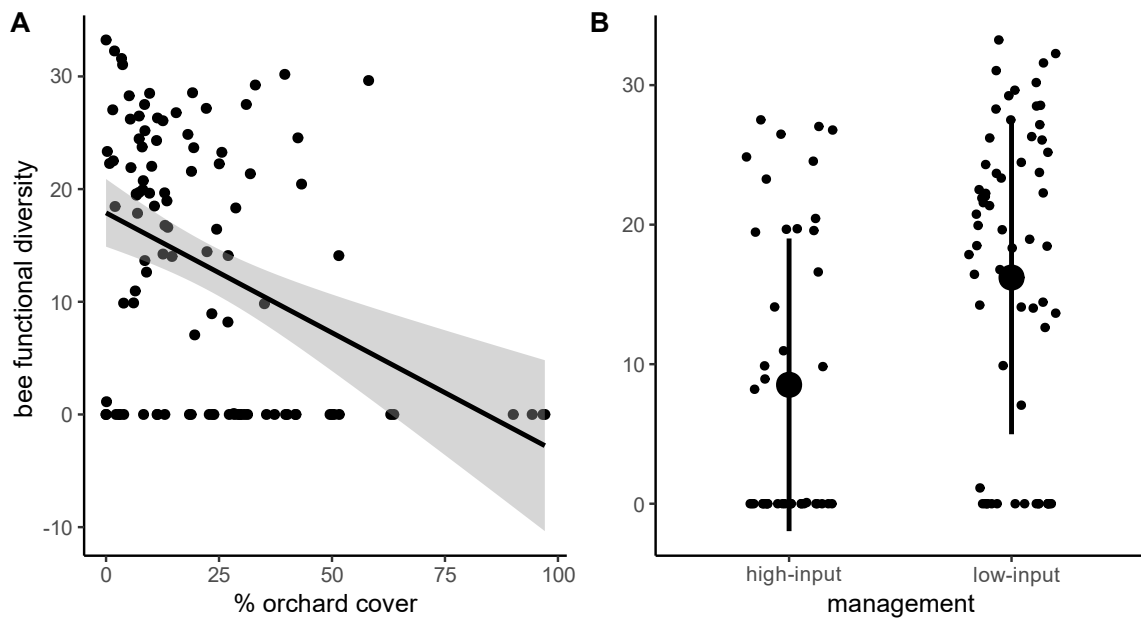 A
bee functional diversity
30
20
10
0
-10
0 25 50 75 100
% orchard cover
B
30
20
10
0
high-input low-input
management